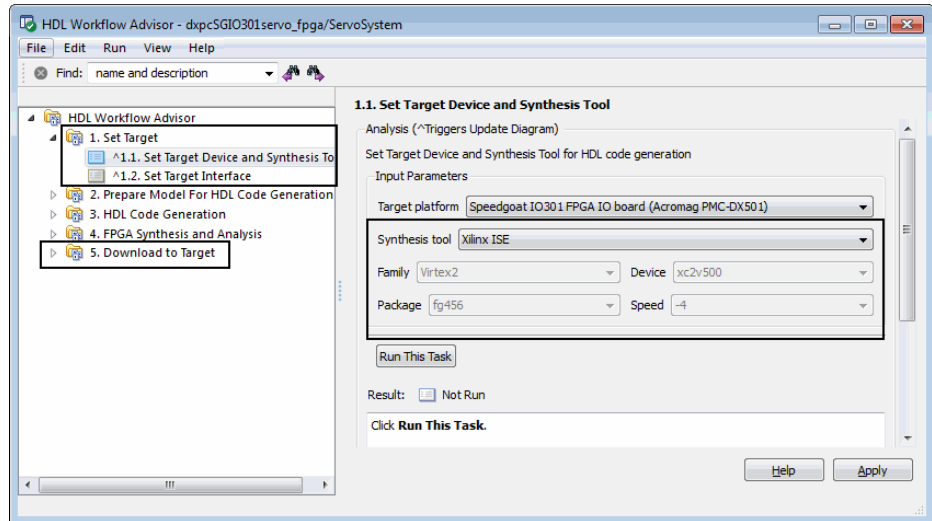 HDL Workflow Advisor - dxpcSGIO301servo_fpga/ServoSystem
File Edit Run View Help
Find: name and description
HDL Workflow Advisor
1. Set Target
^1.1. Set Target Device and Synthesis To
^1.2. Set Target Interface
2. Prepare Model For HDL Code Generation
3. HDL Code Generation
4. FPGA Synthesis and Analysis
5. Download to Target
1.1. Set Target Device and Synthesis Tool
Analysis (^Triggers Update Diagram)
Set Target Device and Synthesis Tool for HDL code generation
Input Parameters
Target platform Speedgoat IO301 FPGA IO board (Acromag PMC-DX501)
Synthesis tool Xilinx ISE
Family Virtex2 Device xc2v500
Package fg456 Speed -4
Run This Task
Result: Not Run
Click Run This Task.
Help Apply